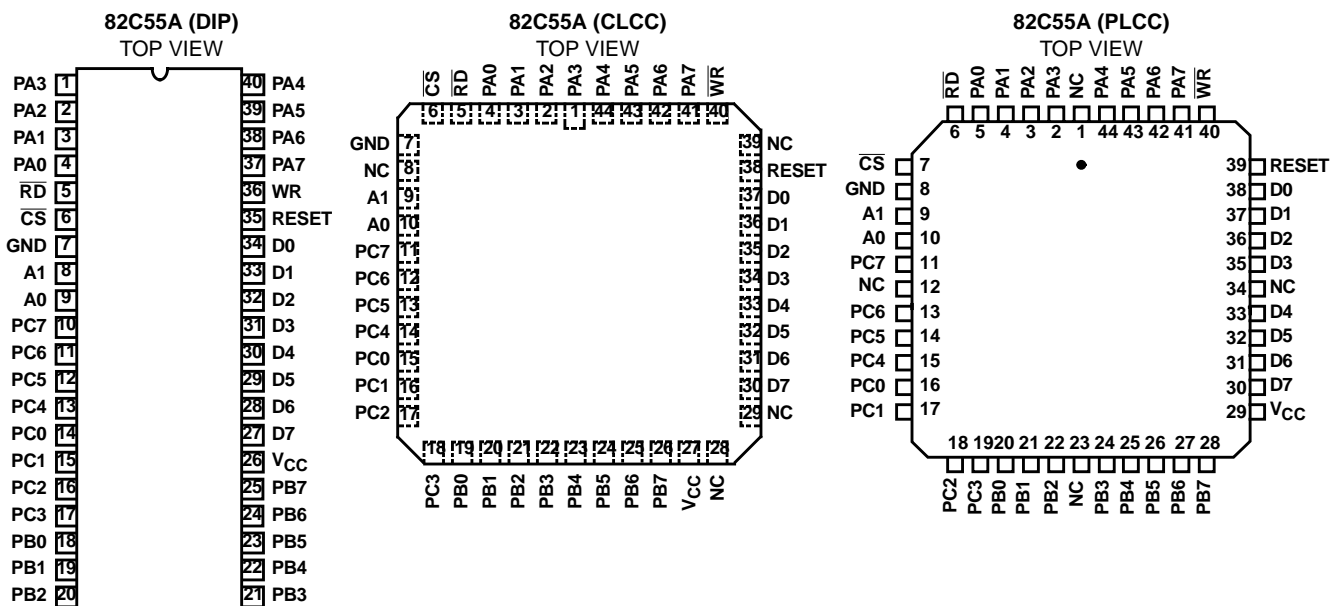 82C55A (DIP)
TOP VIEW
PA3 1 40 PA4
PA2 2 39 PA5
PA1 3 38 PA6
PA0 4 37 PA7
RD 5 36 WR
CS 6 35 RESET
GND 7 34 D0
A1 8 33 D1
A0 9 32 D2
PC7 10 31 D3
PC6 11 30 D4
PC5 12 29 D5
PC4 13 28 D6
PC0 14 27 D7
PC1 15 26 VCC
PC2 16 25 PB7
PC3 17 24 PB6
PB0 18 23 PB5
PB1 19 22 PB4
PB2 20 21 PB3
82C55A (CLCC)
TOP VIEW
CS RD PA0 PA1 PA2 PA3 PA4 PA5 PA6 PA7 WR
6 5 4 3 2 1 44 43 42 41 40
GND 7 39 NC
NC 8 38 RESET
A1 9 37 D0
A0 10 36 D1
PC7 11 35 D2
PC6 12 34 D3
PC5 13 33 D4
PC4 14 32 D5
PC0 15 31 D6
PC1 16 30 D7
PC2 17 29 NC
18 19 20 21 22 23 24 25 26 27 28
PC3 PB0 PB1 PB2 PB3 PB4 PB5 PB6 PB7 VCC NC
82C55A (PLCC)
TOP VIEW
RD PA0 PA1 PA2 PA3 NC PA4 PA5 PA6 PA7 WR
6 5 4 3 2 1 44 43 42 41 40
CS 7 39 RESET
GND 8 38 D0
A1 9 37 D1
A0 10 36 D2
PC7 11 35 D3
NC 12 34 NC
PC6 13 33 D4
PC5 14 32 D5
PC4 15 31 D6
PC0 16 30 D7
PC1 17 29 VCC
18 19 20 21 22 23 24 25 26 27 28
PC2 PC3 PB0 PB1 PB2 NC PB3 PB4 PB5 PB6 PB7